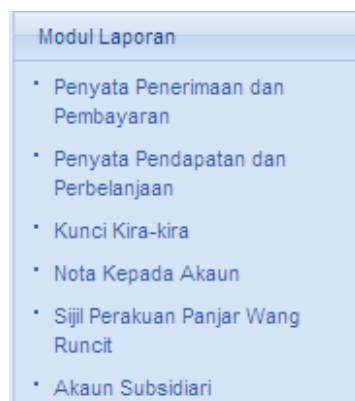 Modul Laporan
Penyata Penerimaan dan
Pembayaran
Penyata Pendapatan dan
Perbelanjaan
Kunci Kira-kira
Nota Kepada Akaun
Sijil Perakuan Panjar Wang
Runcit
Akaun Subsidiari